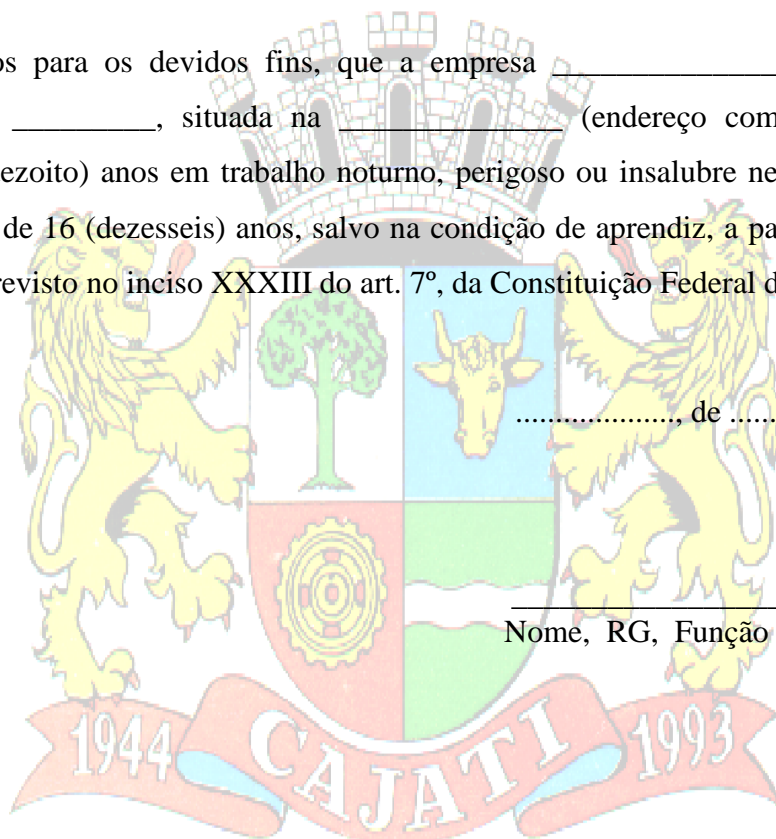 os para os devidos fins, que a empresa _______________
_________, situada na ______________ (endereço com
ezoito) anos em trabalho noturno, perigoso ou insalubre ne
de 16 (dezesseis) anos, salvo na condição de aprendiz, a pa
revisto no inciso XXXIII do art. 7º, da Constituição Federal d
...................., de ......
_________________
Nome, RG, Função
1944 CAJATI 1993